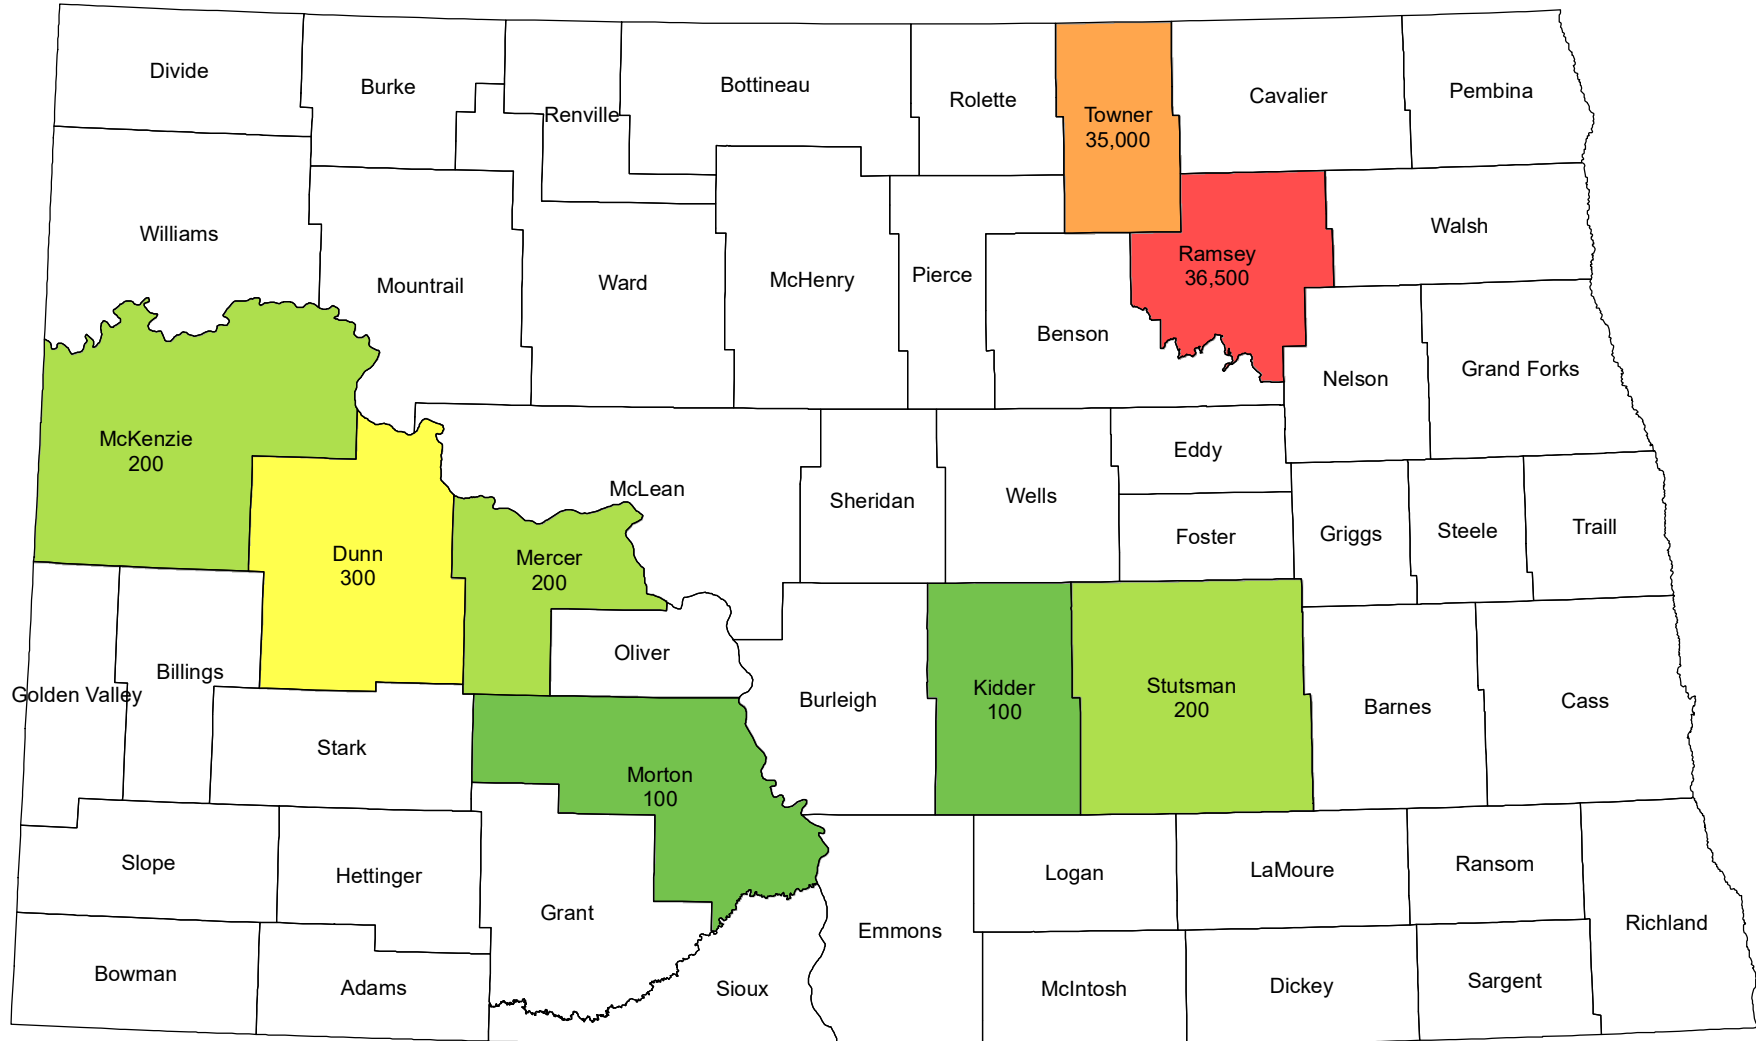 Divide
Burke
Renville
Bottineau
Rolette
Towner
35,000
Cavalier
Pembina
Williams
Mountrail
Ward
McHenry
Pierce
Benson
Ramsey
36,500
Walsh
Nelson
Grand Forks
McKenzie
200
Dunn
300
Mercer
200
McLean
Sheridan
Wells
Eddy
Foster
Griggs
Steele
Traill
Golden Valley
Billings
Stark
Oliver
Morton
100
Burleigh
Kidder
100
Stutsman
200
Barnes
Cass
Slope
Hettinger
Grant
Bowman
Adams
Sioux
Emmons
Logan
McIntosh
LaMoure
Dickey
Ransom
Sargent
Richland